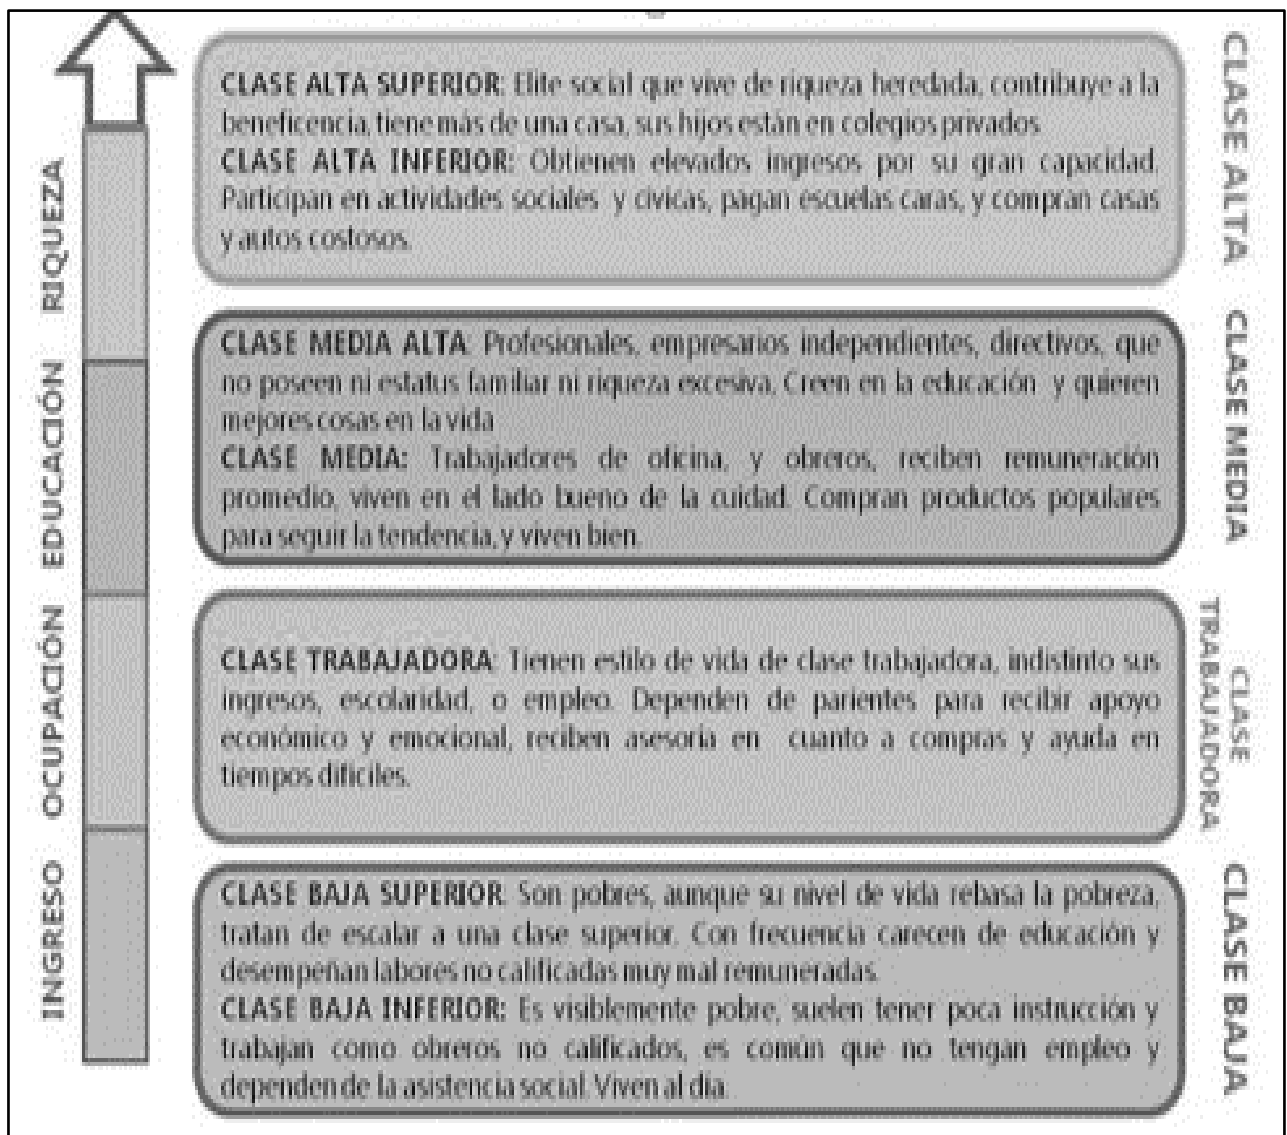 CLASE ALTA SUPERIOR: Elite social que vive de riqueza heredada, contribuye a la
beneficencia, tiene más de una casa, sus hijos están en colegios privados
CLASE ALTA INFERIOR: Obtienen elevados ingresos por su gran capacidad.
Participan en actividades sociales y cívicas, pagan escuelas caras, y compran casas
y autos costosos.
CLASE ALTA
CLASE MEDIA ALTA: Profesionales, empresarios independientes, directivos, que
no poseen ni estatus familiar ni riqueza excesiva. Creen en la educación y quieren
mejores cosas en la vida
CLASE MEDIA: Trabajadores de oficina, y obreros, reciben remuneración
promedio, viven en el lado bueno de la cuidad. Compran productos populares
para seguir la tendencia, y viven bien.
CLASE MEDIA
CLASE TRABAJADORA: Tienen estilo de vida de clase trabajadora, indistinto sus
ingresos, escolaridad, o empleo. Dependen de parientes para recibir apoyo
económico y emocional, reciben asesoría en cuanto a compras y ayuda en
tiempos difíciles.
CLASE
TRABAJADORA
CLASE BAJA SUPERIOR: Son pobres, aunque su nivel de vida rebasa la pobreza,
tratan de escalar a una clase superior. Con frecuencia carecen de educación y
desempeñan labores no calificadas muy mal remuneradas.
CLASE BAJA INFERIOR: Es visiblemente pobre, suelen tener poca instrucción y
trabajan como obreros no calificados, es común que no tengan empleo y
dependen de la asistencia social. Viven al día.
CLASE BAJA
RIQUEZA
EDUCACIÓN
OCUPACIÓN
INGRESO